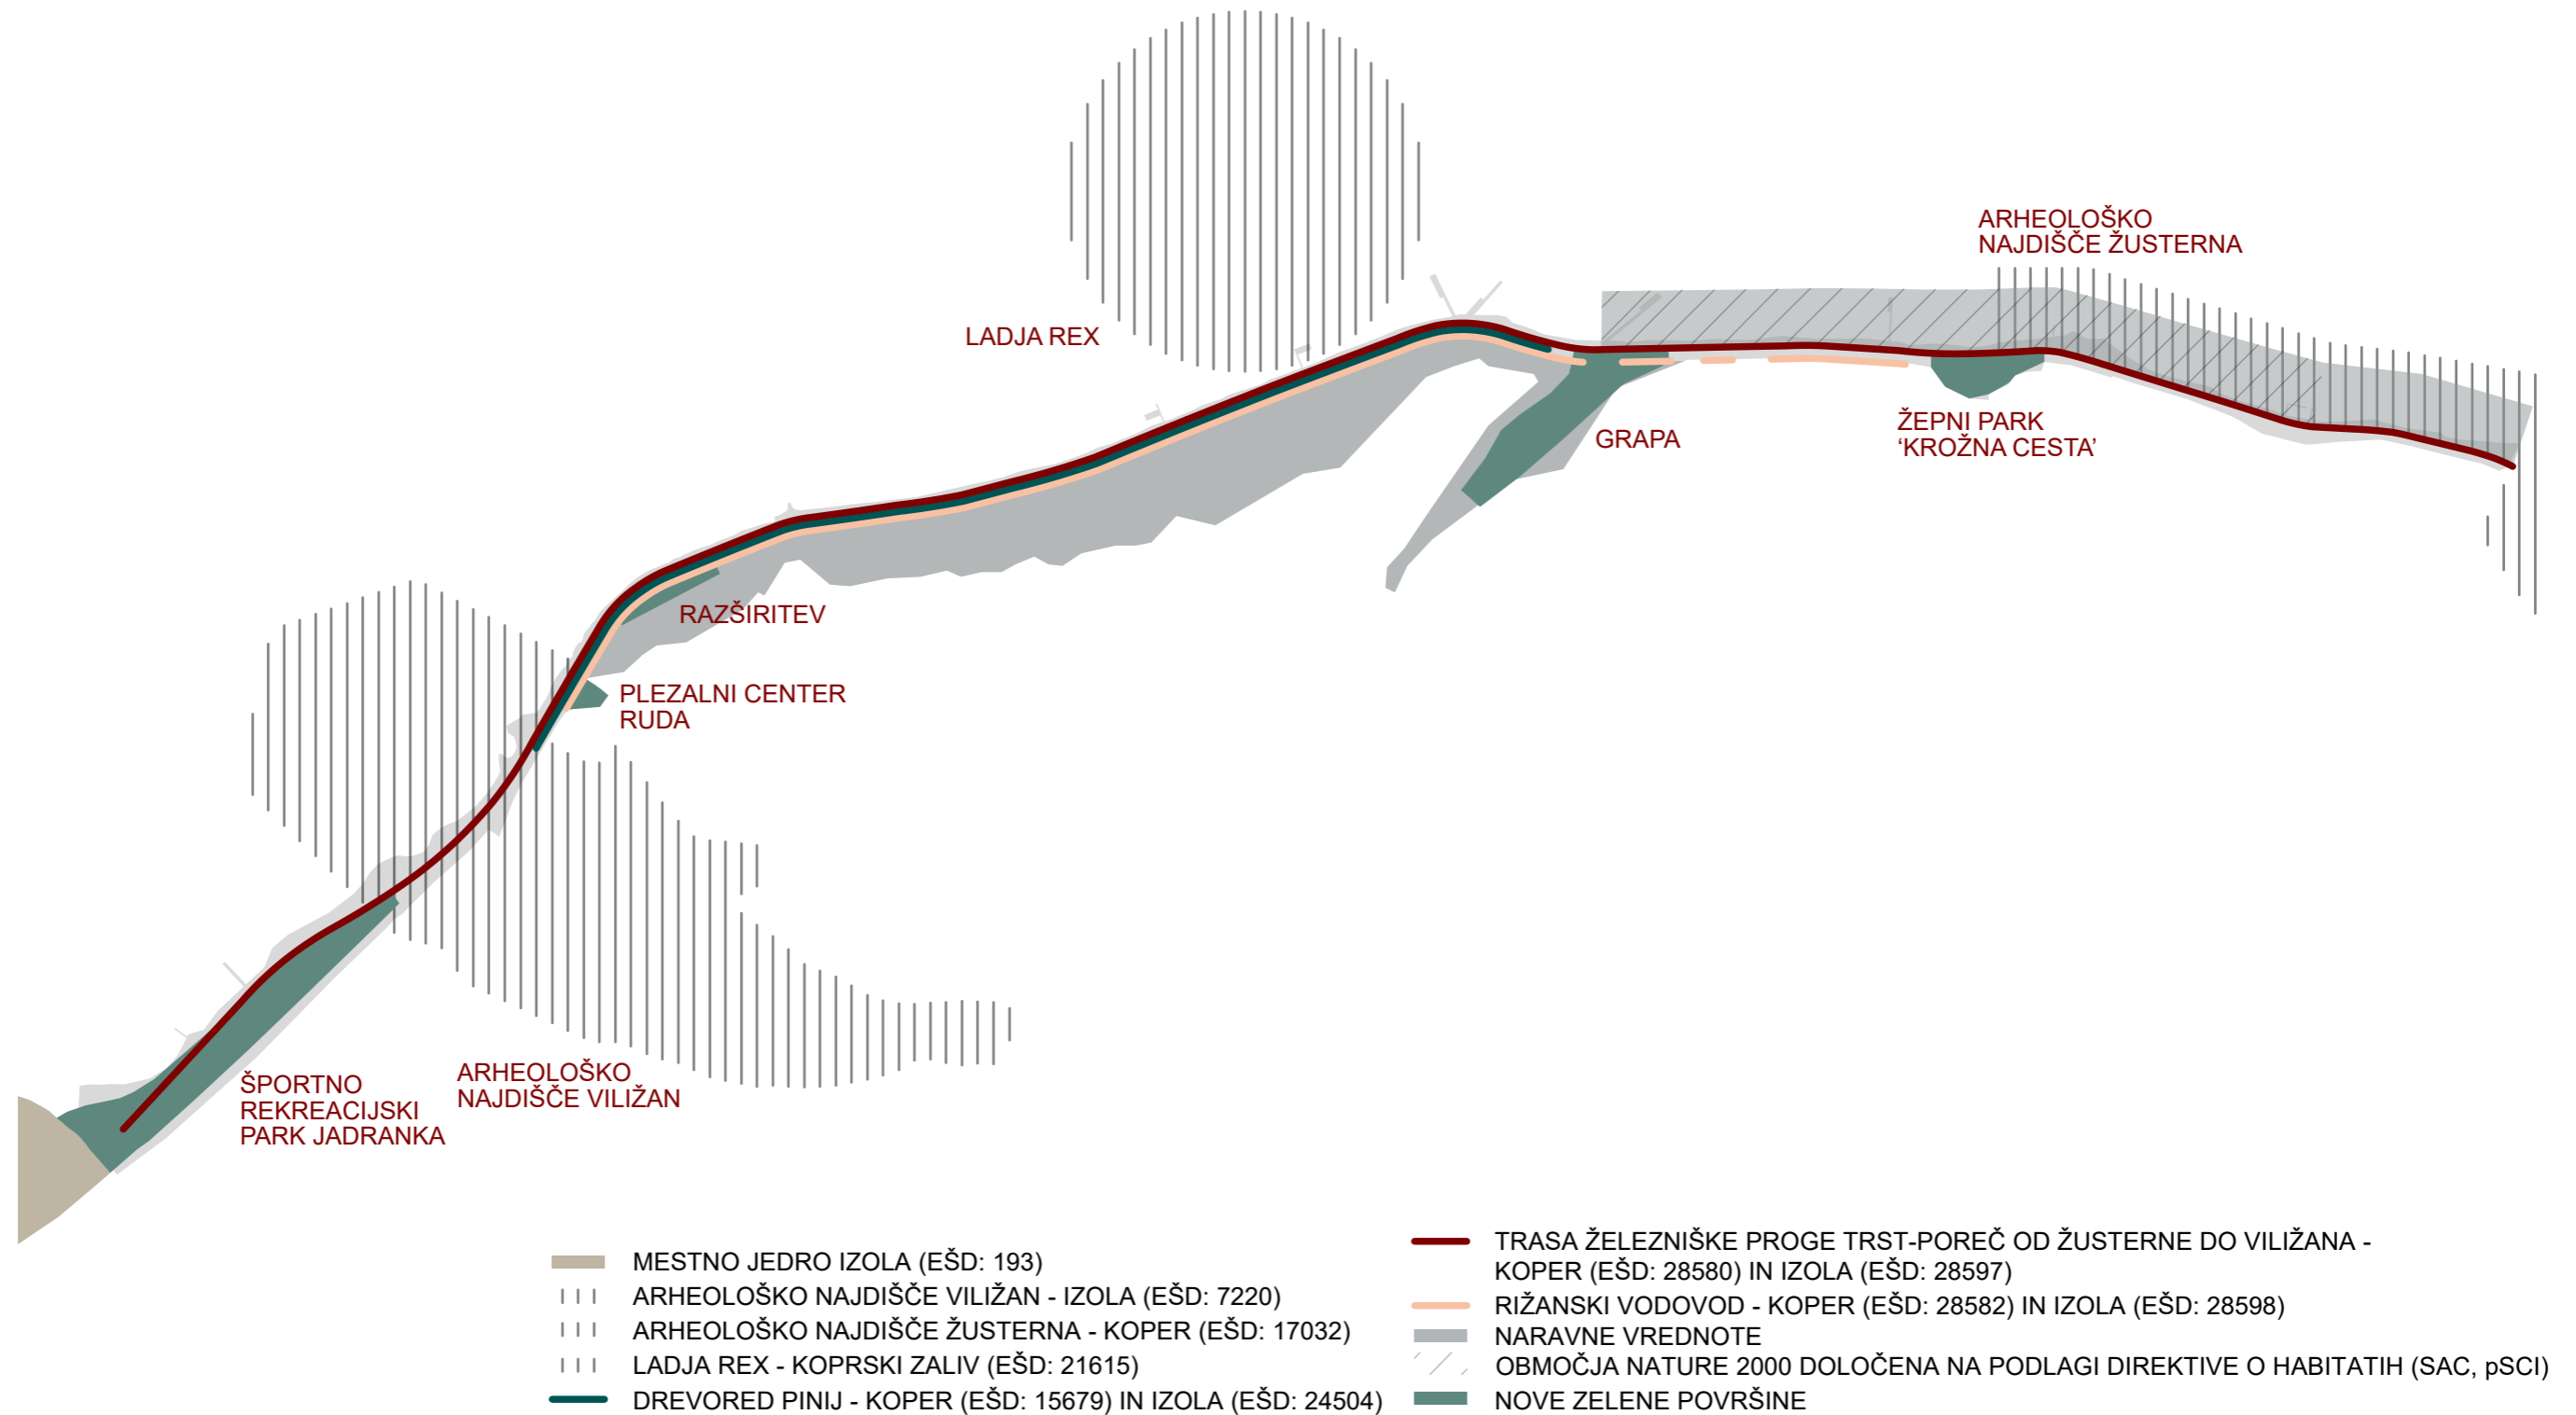 ARHEOLOŠKO
NAJDIŠČE ŽUSTERNA
LADJA REX
ŽEPNI PARK
‘KROŽNA CESTA’
GRAPA
RAZŠIRITEV
PLEZALNI CENTER
RUDA
ŠPORTNO
REKREACIJSKI
PARK JADRANKA
ARHEOLOŠKO
NAJDIŠČE VILIŽAN
MESTNO JEDRO IZOLA (EŠD: 193)
ARHEOLOŠKO NAJDIŠČE VILIŽAN - IZOLA (EŠD: 7220)
ARHEOLOŠKO NAJDIŠČE ŽUSTERNA - KOPER (EŠD: 17032)
LADJA REX - KOPRSKI ZALIV (EŠD: 21615)
DREVORED PINIJ - KOPER (EŠD: 15679) IN IZOLA (EŠD: 24504)
TRASA ŽELEZNIŠKE PROGE TRST-POREČ OD ŽUSTERNE DO VILIŽANA -
KOPER (EŠD: 28580) IN IZOLA (EŠD: 28597)
RIŽANSKI VODOVOD - KOPER (EŠD: 28582) IN IZOLA (EŠD: 28598)
NARAVNE VREDNOTE
OBMOČJA NATURE 2000 DOLOČENA NA PODLAGI DIREKTIVE O HABITATIH (SAC, pSCI)
NOVE ZELENE POVRŠINE